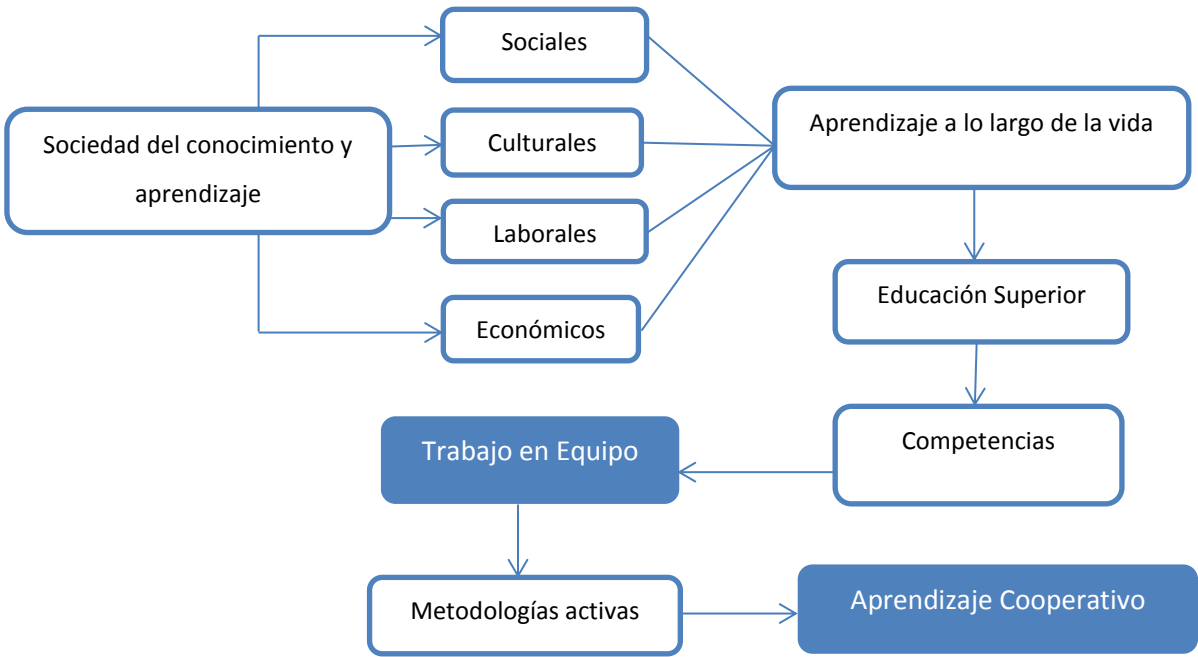 Sociales
Sociedad del conocimiento y
aprendizaje
Culturales
Laborales
Económicos
Aprendizaje a lo largo de la vida
Educación Superior
Competencias
Trabajo en Equipo
Metodologías activas
Aprendizaje Cooperativo